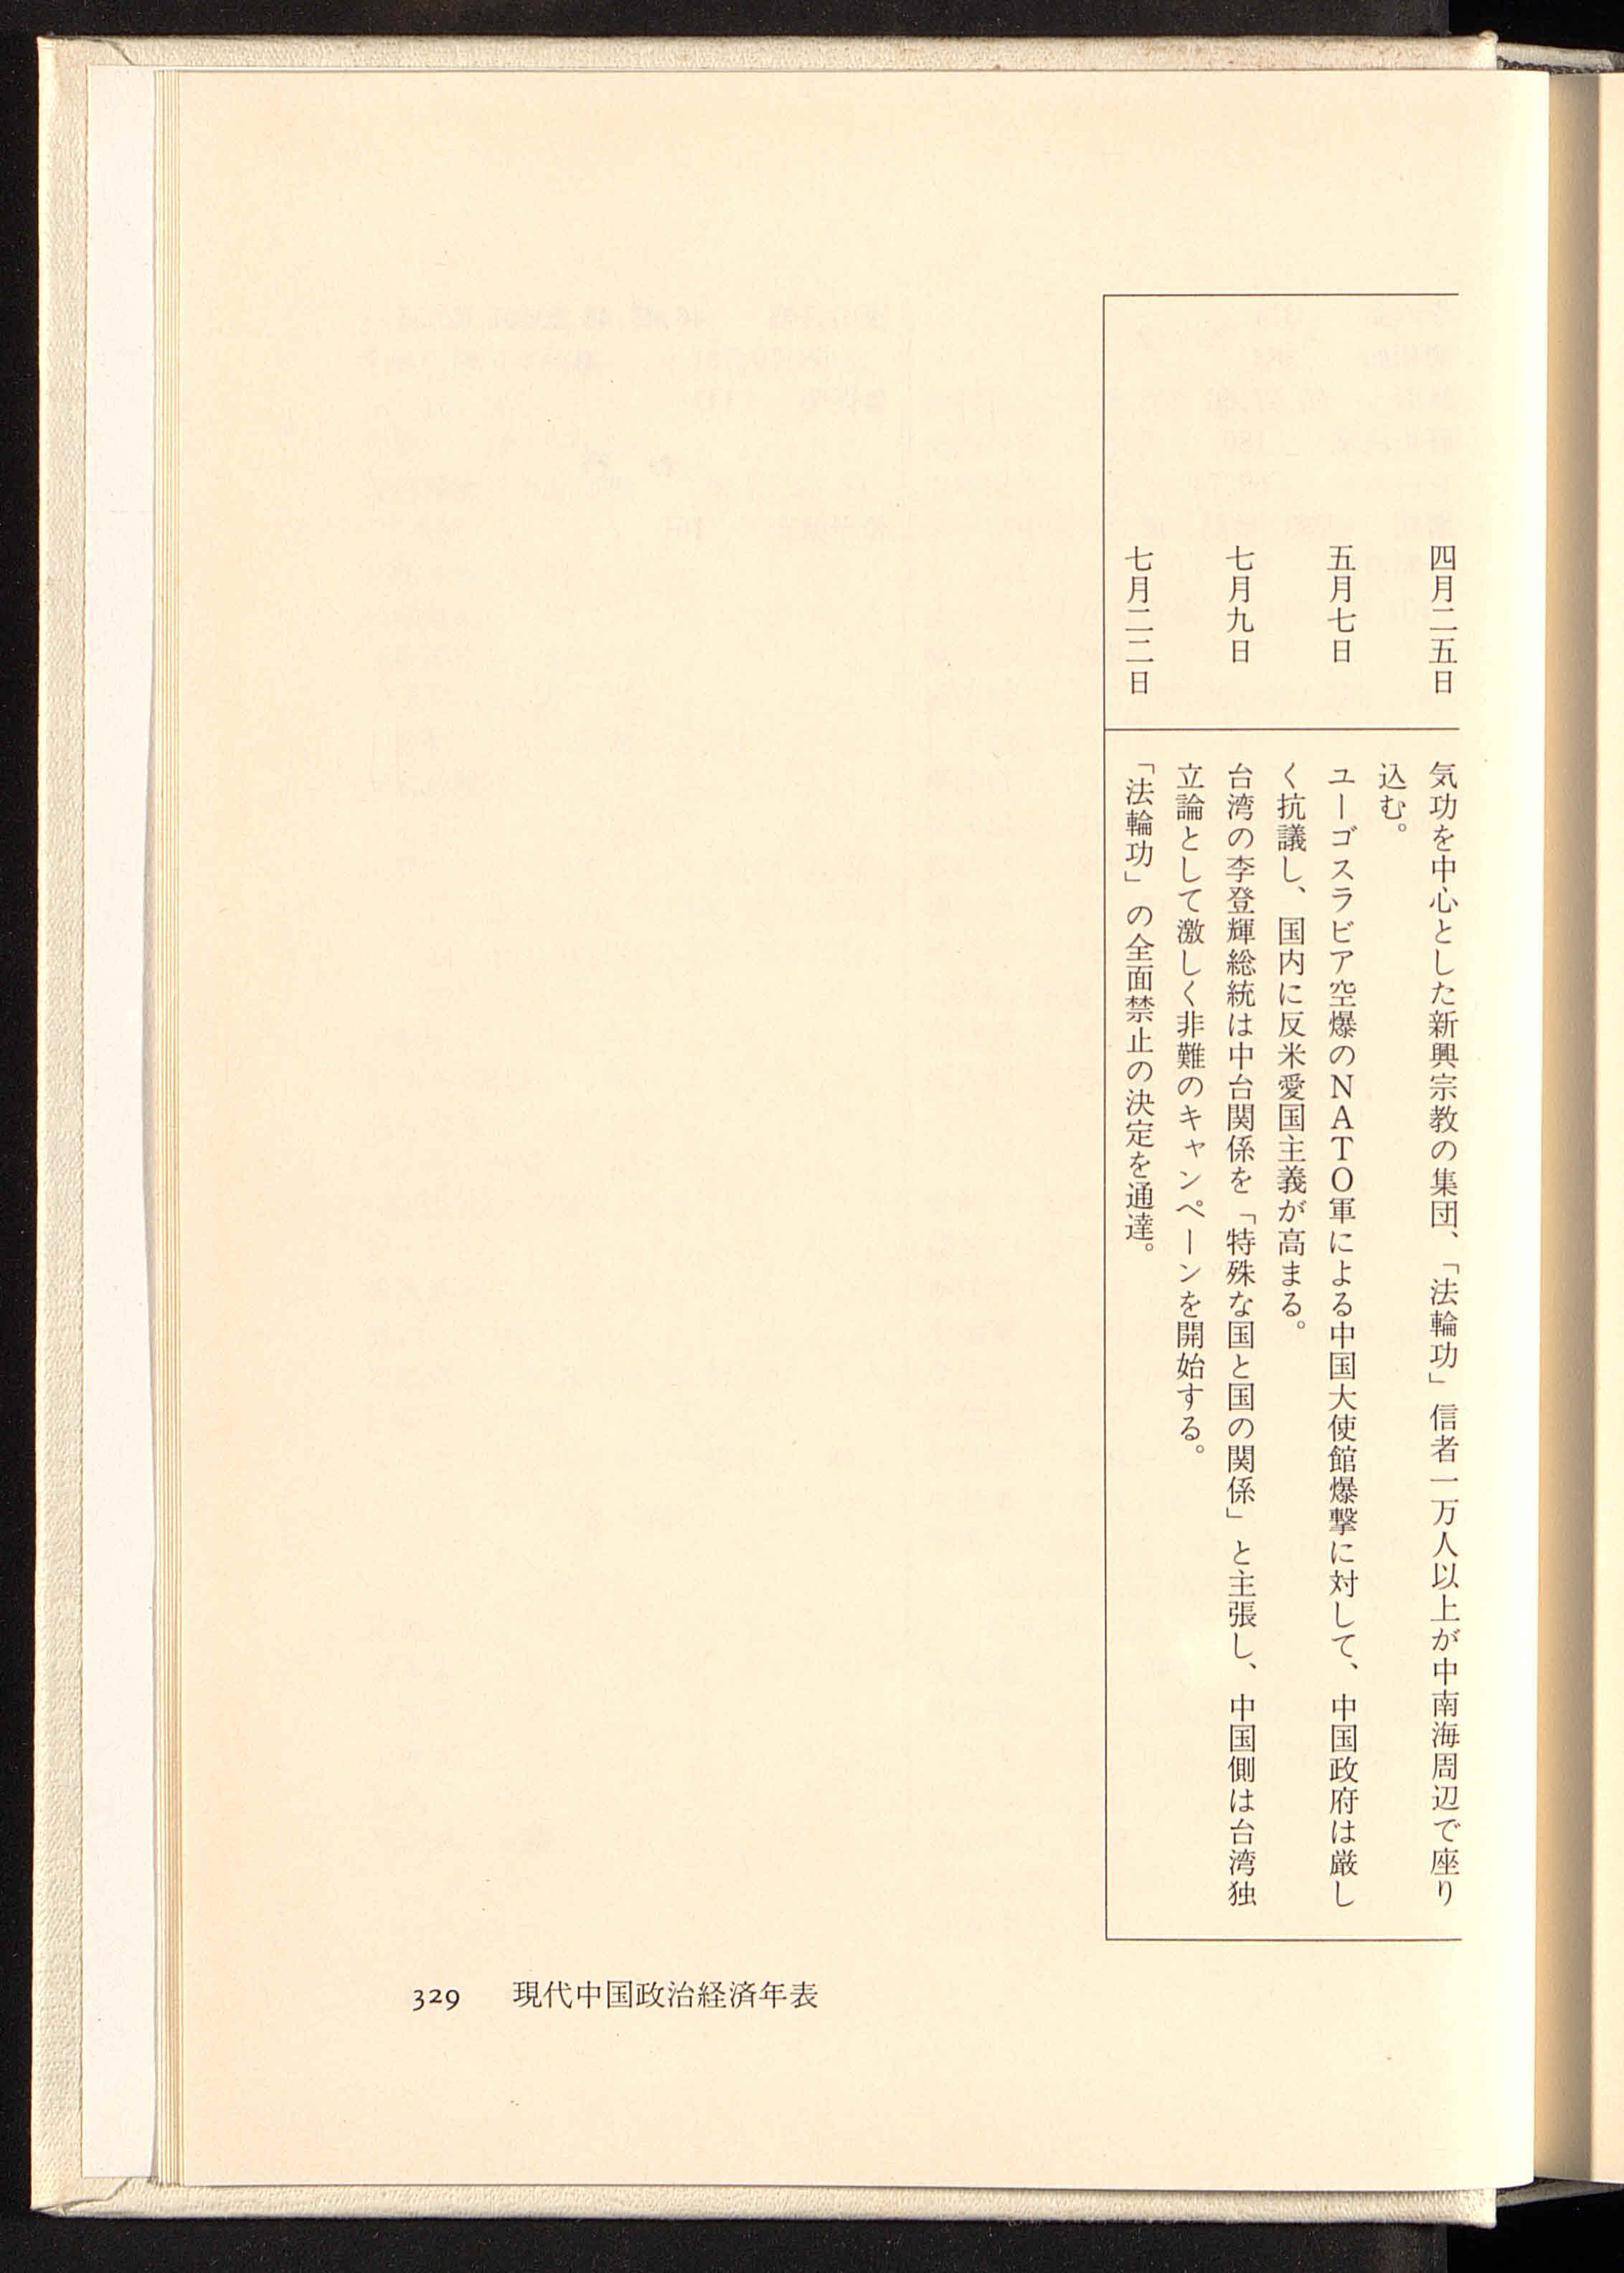 四月二五日
気功を中心とした新興宗教の集団、「法輪功」信者一万人以上が中南海周辺で座り
込む。
五月七日
ユーゴスラビア空爆のNATO軍による中国大使館爆撃に対して、中国政府は厳し
く抗議し、国内に反米愛国主義が高まる。
七月九日
台湾の李登輝総統は中台関係を「特殊な国と国の関係」と主張し、中国側は台湾独
立論として激しく非難のキャンペーンを開始する。
七月二二日
「法輪功」の全面禁止の決定を通達。
329 現代中国政治経済年表